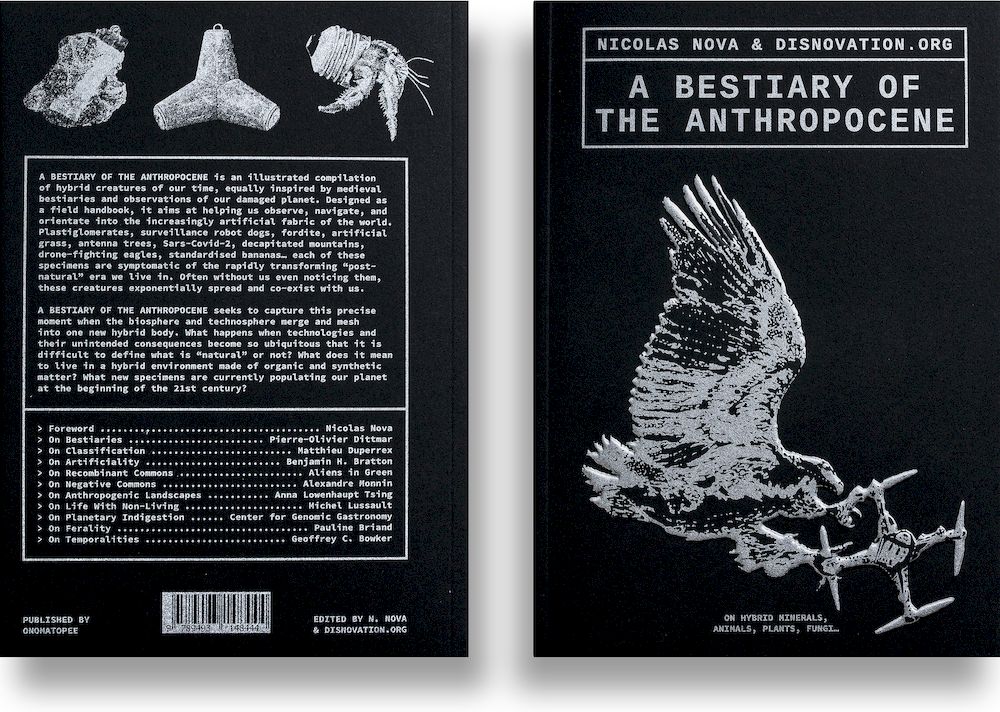 A BESTIARY OF THE ANTHROPOCENE is an illustrated compilation
of hybrid creatures of our time, equally inspired by medieval
bestiaries and observations of our damaged planet. Designed as
a field handbook, it aims at helping us observe, navigate, and
orientate into the increasingly artificial fabric of the world.
Plastiglomerates, surveillance robot dogs, fordite, artificial
grass, antenna trees, Sars-Covid-2, decapitated mountains,
drone-fighting eagles, standardised bananas… each of these
specimens are symptomatic of the rapidly transforming “post-
natural” era we live in. Often without us even noticing them,
these creatures exponentially spread and co-exist with us.
A BESTIARY OF THE ANTHROPOCENE seeks to capture this precise
moment when the biosphere and technosphere merge and mesh
into one new hybrid body. What happens when technologies and
their unintended consequences become so ubiquitous that it is
difficult to define what is “natural” or not? What does it mean
to live in a hybrid environment made of organic and synthetic
matter? What new specimens are currently populating our planet
at the beginning of the 21st century?
> Foreword ........................................ Nicolas Nova
> On Bestiaries ........................ Pierre-Olivier Dittmar
> On Classification ........................ Matthieu Duperrex
> On Artificiality ........................ Benjamin H. Bratton
> On Recombinant Commons ........................ Aliens in Green
> On Negative Commons ........................ Alexandre Monnin
> On Anthropogenic Landscapes ........... Anna Lowenhaupt Tsing
> On Life With Non-Living ..................... Michel Lussault
> On Planetary Indigestion ...... Center for Genomic Gastronomy
> On Ferality .................................. Pauline Briand
> On Temporalities ........................ Geoffrey C. Bowker
9 789493 148444
PUBLISHED BY
ONOMATOPEE
EDITED BY N. NOVA
& DISNOVATION.ORG
NICOLAS NOVA & DISNOVATION.ORG
A BESTIARY OF
THE ANTHROPOCENE
ON HYBRID MINERALS,
ANIMALS, PLANTS, FUNGI…